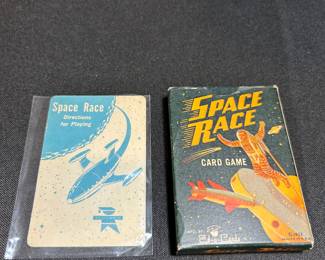 Space Race
Directions
for Playing
SPACE
RACE
CARD GAME